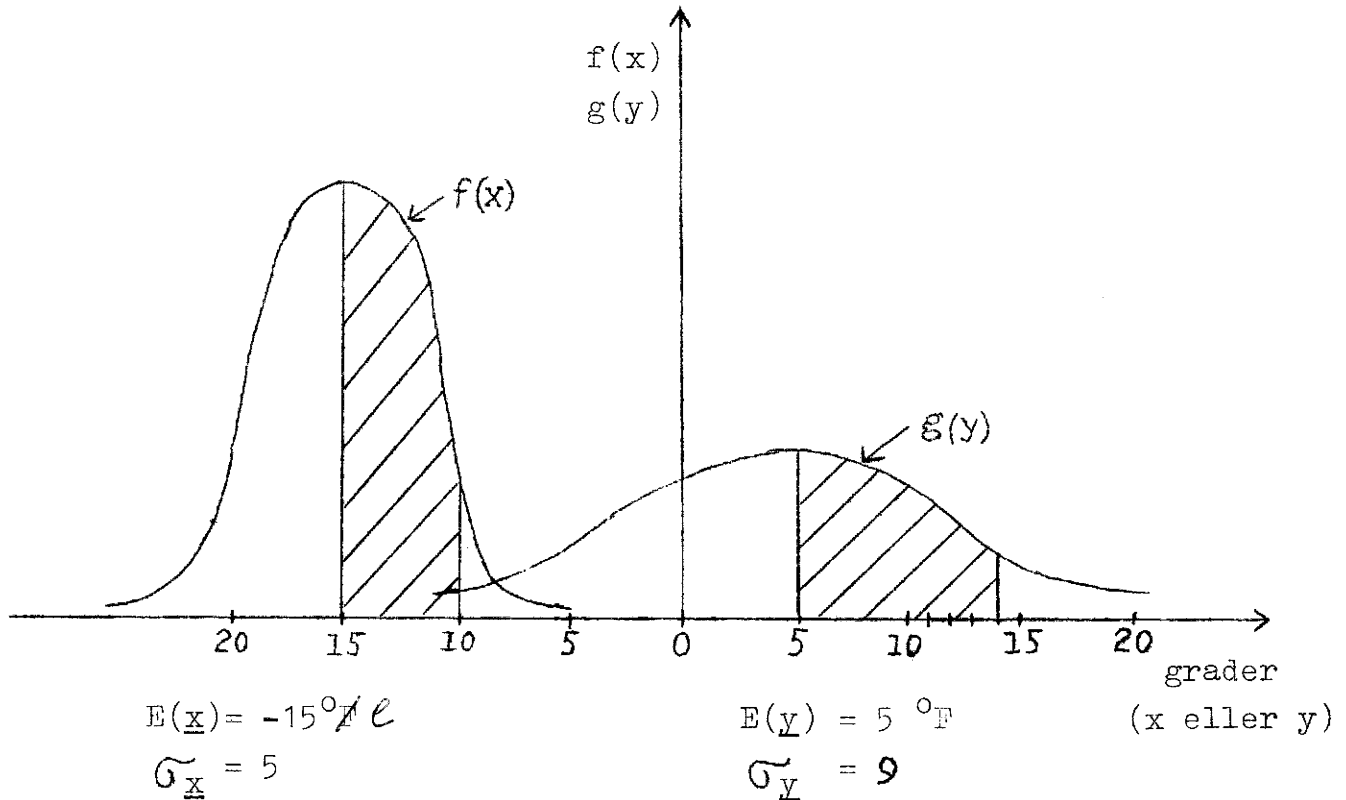 f(x)
g(y)
f(x)
g(y)
20 15 10 5 0 5 10 15 20
grader
(x eller y)
E(x) = -15°F C
σx = 5
E(y) = 5 °F
σy = 9